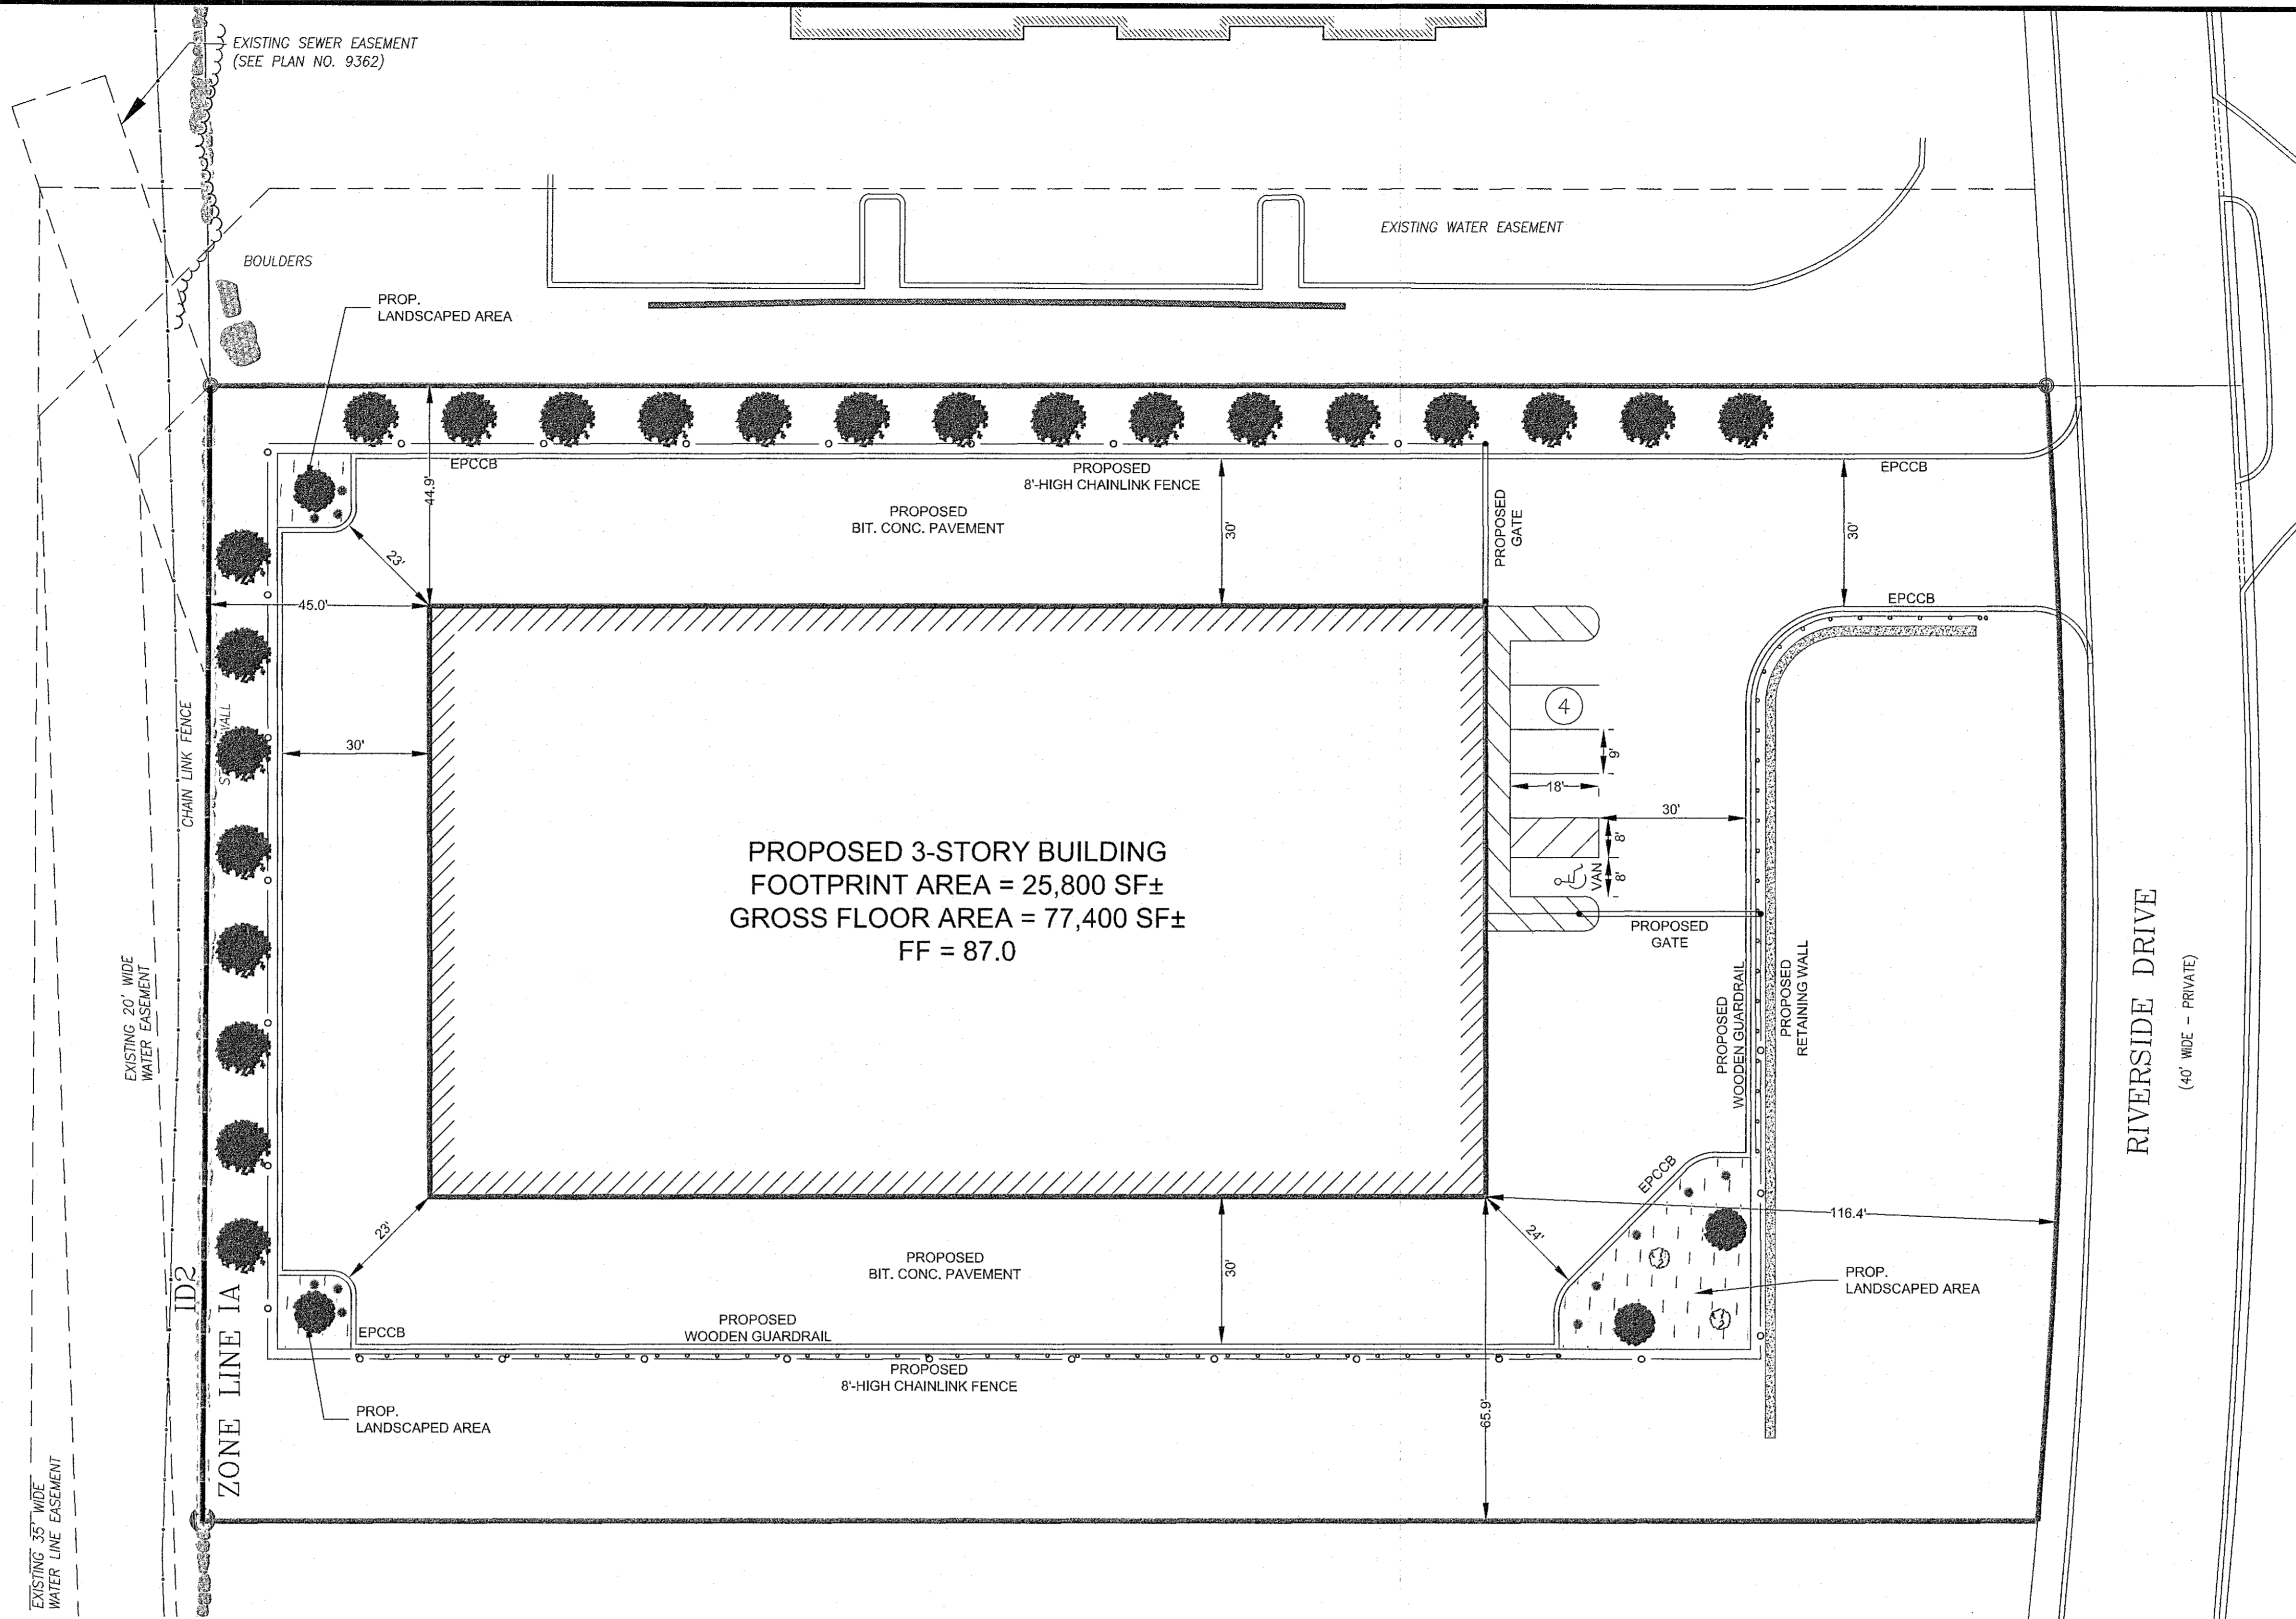 EXISTING SEWER EASEMENT
(SEE PLAN NO. 9362)
EXISTING WATER EASEMENT
BOULDERS
PROP.
LANDSCAPED AREA
EPCCB
PROPOSED
8'-HIGH CHAINLINK FENCE
EPCCB
44.9'
PROPOSED
BIT. CONC. PAVEMENT
30'
PROPOSED
GATE
30'
23'
45.0'
EPCCB
CHAIN LINK FENCE
WALL
30'
4
9'
18'
30'
8'
8'
VAN
PROPOSED 3-STORY BUILDING
FOOTPRINT AREA = 25,800 SF±
GROSS FLOOR AREA = 77,400 SF±
FF = 87.0
PROPOSED
GATE
PROPOSED
WOODEN GUARDRAIL
PROPOSED
RETAINING WALL
RIVERSIDE DRIVE
(40' WIDE - PRIVATE)
EXISTING 20' WIDE
WATER EASEMENT
EPCCB
116.4'
23'
24'
PROPOSED
BIT. CONC. PAVEMENT
30'
PROP.
LANDSCAPED AREA
ID2
ZONE LINE IA
EPCCB
PROPOSED
WOODEN GUARDRAIL
PROPOSED
8'-HIGH CHAINLINK FENCE
65.9'
PROP.
LANDSCAPED AREA
EXISTING 35' WIDE
WATER LINE EASEMENT